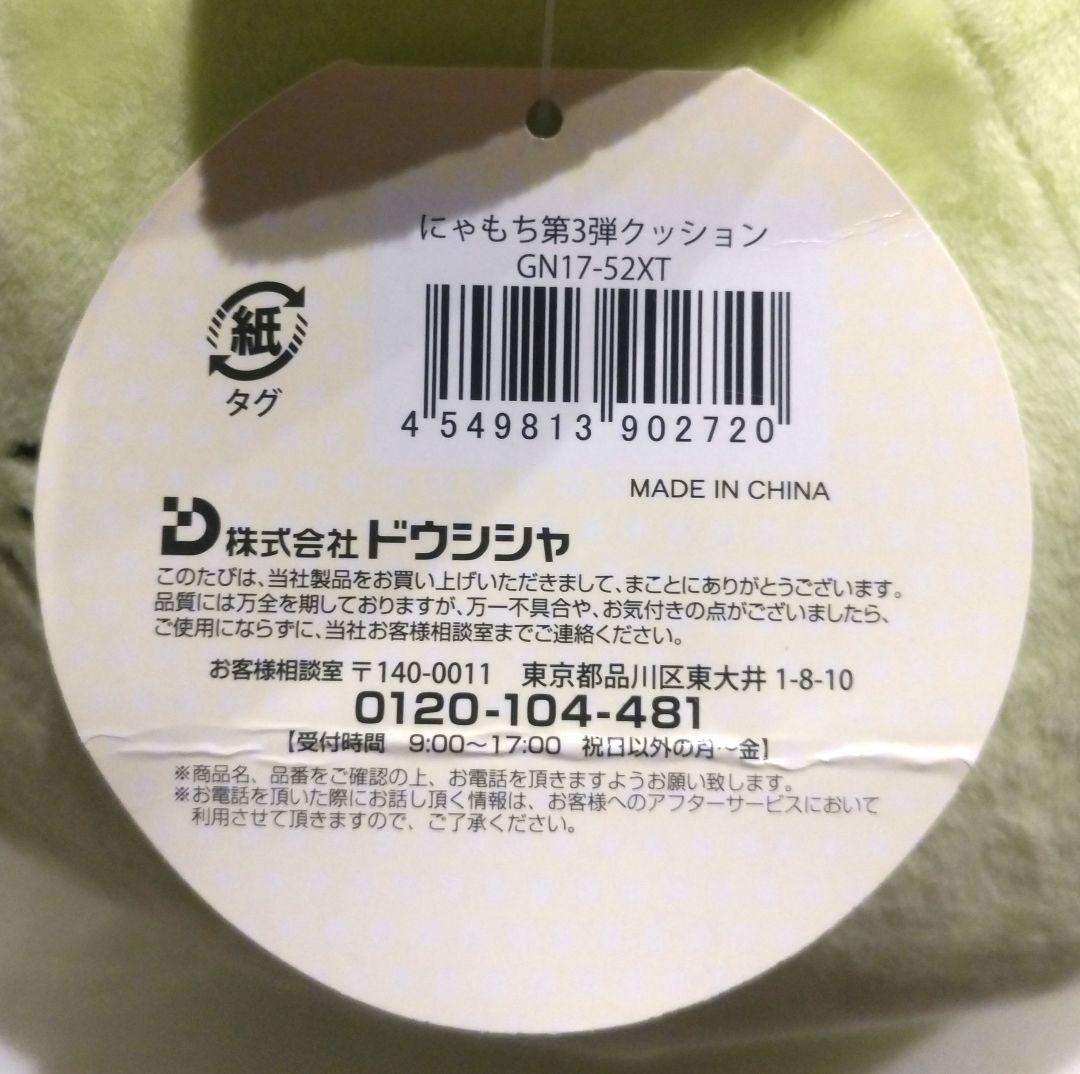 にゃもち第3弾クッション
GN17-52XT
紙
タグ
4 549813 902720
MADE IN CHINA
株式会社ドウシシャ
このたびは、当社製品をお買い上げいただきまして、まことにありがとうございます。
品質には万全を期しておりますが、万一不具合や、お気付きの点がございましたら、
ご使用にならずに、当社お客様相談室までご連絡ください。
お客様相談室 〒140-0011 東京都品川区東大井 1-8-10
0120-104-481
【受付時間 9:00〜17:00 祝日以外の月〜金】
※商品名、品番をご確認の上、お電話を頂きますようお願い致します。
※お電話を頂いた際にお話し頂く情報は、お客様へのアフターサービスにおいて
利用させて頂きますので、ご了承ください。